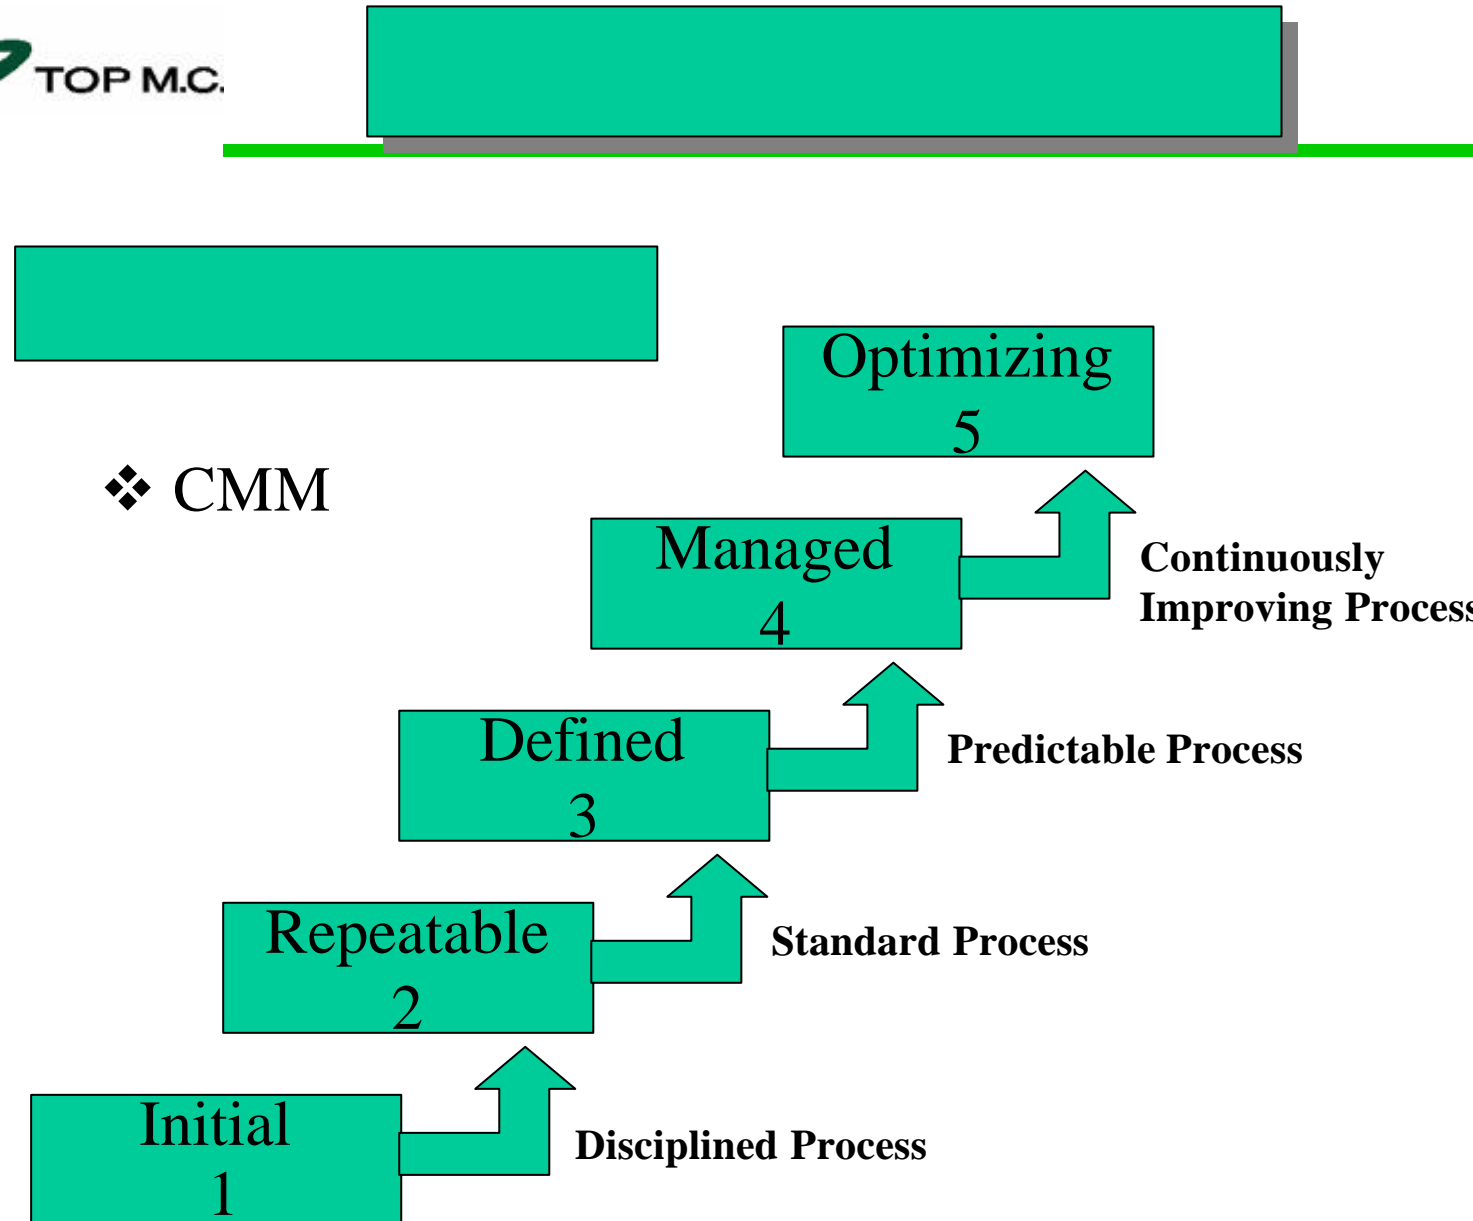 TOP M.C.
Optimizing
5
❖ CMM
Managed
4
Continuously
Improving Process
Defined
3
Predictable Process
Repeatable
2
Standard Process
Initial
1
Disciplined Process